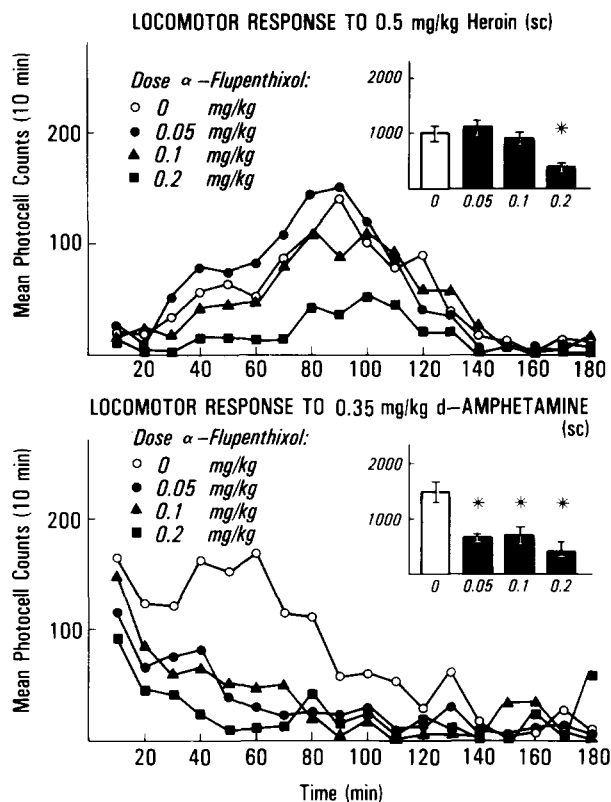 LOCOMOTOR RESPONSE TO 0.5 mg/kg Heroin (sc)
Mean Photocell Counts (10 min)
200
100
Dose α –Flupenthixol:
0 mg/kg
0.05 mg/kg
0.1 mg/kg
0.2 mg/kg
2000
1000
*
0 0.05 0.1 0.2
20 40 60 80 100 120 140 160 180
LOCOMOTOR RESPONSE TO 0.35 mg/kg d–AMPHETAMINE
(sc)
Mean Photocell Counts (10 min)
200
100
Dose α –Flupenthixol:
0 mg/kg
0.05 mg/kg
0.1 mg/kg
0.2 mg/kg
2000
1000
* * *
0 0.05 0.1 0.2
20 40 60 80 100 120 140 160 180
Time (min)